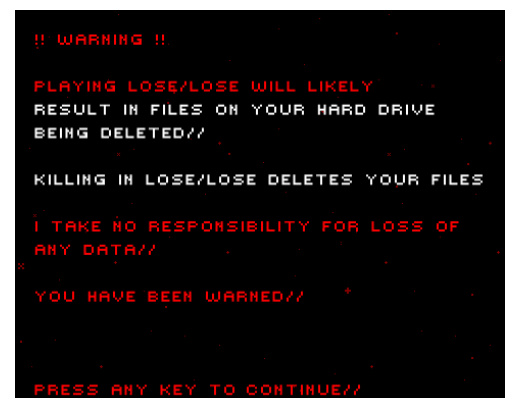 !! WARNING !!
PLAYING LOSE/LOSE WILL LIKELY
RESULT IN FILES ON YOUR HARD DRIVE
BEING DELETED//
KILLING IN LOSE/LOSE DELETES YOUR FILES
I TAKE NO RESPONSIBILITY FOR LOSS OF
ANY DATA//
YOU HAVE BEEN WARNED//
PRESS ANY KEY TO CONTINUE//